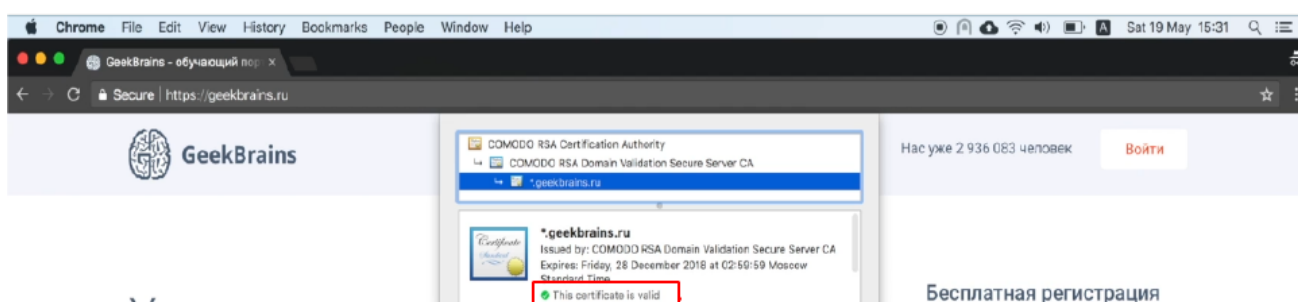 Chrome File Edit View History Bookmarks People Window Help
A Sat 19 May 15:31
GeekBrains - обучающий пор ×
Secure | https://geekbrains.ru
GeekBrains
COMODO RSA Certification Authority
COMODO RSA Domain Validation Secure Server CA
*.geekbrains.ru
Нас уже 2 936 083 человек
Войти
Certificate
Standard
*.geekbrains.ru
Issued by: COMODO RSA Domain Validation Secure Server CA
Expires: Friday, 28 December 2018 at 02:59:59 Moscow
Standard Time
This certificate is valid
Бесплатная регистрация